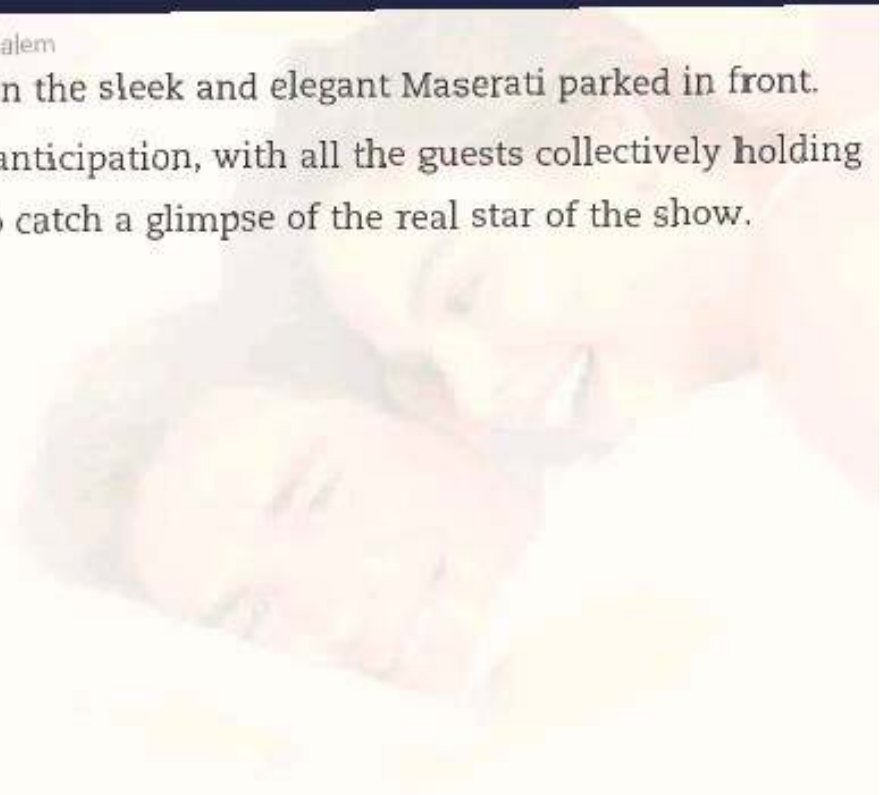 alem
n the sleek and elegant Maserati parked in front.
anticipation, with all the guests collectively holding
catch a glimpse of the real star of the show.